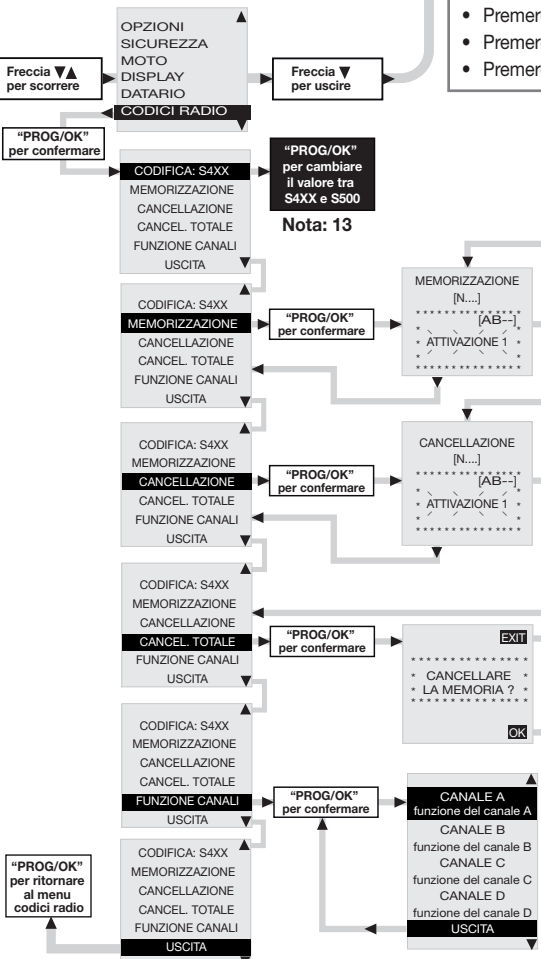 OPZIONI
SICUREZZA
MOTO
DISPLAY
DATARIO
CODICI RADIO
Freccia ▼▲
per scorrere
Freccia ▼
per uscire
• Premer
• Premer
• Premer
"PROG/OK"
per confermare
CODIFICA: S4XX
MEMORIZZAZIONE
CANCELLAZIONE
CANCEL. TOTALE
FUNZIONE CANALI
USCITA
"PROG/OK"
per cambiare
il valore tra
S4XX e S500
Nota: 13
CODIFICA: S4XX
MEMORIZZAZIONE
CANCELLAZIONE
CANCEL. TOTALE
FUNZIONE CANALI
USCITA
"PROG/OK"
per confermare
MEMORIZZAZIONE
[N....]
[AB--]
ATTIVAZIONE 1
CODIFICA: S4XX
MEMORIZZAZIONE
CANCELLAZIONE
CANCEL. TOTALE
FUNZIONE CANALI
USCITA
"PROG/OK"
per confermare
CANCELLAZIONE
[N....]
[AB--]
ATTIVAZIONE 1
CODIFICA: S4XX
MEMORIZZAZIONE
CANCELLAZIONE
CANCEL. TOTALE
FUNZIONE CANALI
USCITA
"PROG/OK"
per confermare
EXIT
CANCELLARE
LA MEMORIA ?
OK
CODIFICA: S4XX
MEMORIZZAZIONE
CANCELLAZIONE
CANCEL. TOTALE
FUNZIONE CANALI
USCITA
"PROG/OK"
per confermare
CANALE A
funzione del canale A
CANALE B
funzione del canale B
CANALE C
funzione del canale C
CANALE D
funzione del canale D
USCITA
"PROG/OK"
per ritornare
al menu
codici radio
CODIFICA: S4XX
MEMORIZZAZIONE
CANCELLAZIONE
CANCEL. TOTALE
FUNZIONE CANALI
USCITA